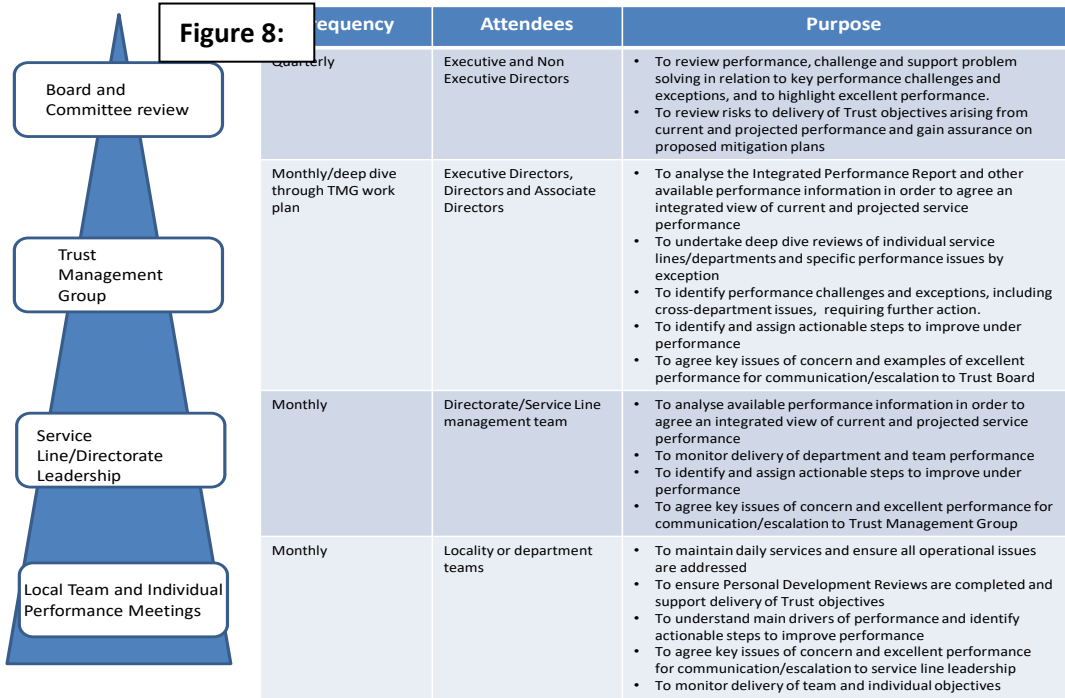 Figure 8:
requency
Attendees
Purpose
Board and
Committee review
Quarterly
Executive and Non
Executive Directors
• To review performance, challenge and support problem
solving in relation to key performance challenges and
exceptions, and to highlight excellent performance.
• To review risks to delivery of Trust objectives arising from
current and projected performance and gain assurance on
proposed mitigation plans
Trust
Management
Group
Monthly/deep dive
through TMG work
plan
Executive Directors,
Directors and Associate
Directors
• To analyse the Integrated Performance Report and other
available performance information in order to agree an
integrated view of current and projected service
performance
• To undertake deep dive reviews of individual service
lines/departments and specific performance issues by
exception
• To identify performance challenges and exceptions, including
cross-department issues, requiring further action.
• To identify and assign actionable steps to improve under
performance
• To agree key issues of concern and examples of excellent
performance for communication/escalation to Trust Board
Service
Line/Directorate
Leadership
Monthly
Directorate/Service Line
management team
• To analyse available performance information in order to
agree an integrated view of current and projected service
performance
• To monitor delivery of department and team performance
• To identify and assign actionable steps to improve under
performance
• To agree key issues of concern and excellent performance for
communication/escalation to Trust Management Group
Local Team and Individual
Performance Meetings
Monthly
Locality or department
teams
• To maintain daily services and ensure all operational issues
are addressed
• To ensure Personal Development Reviews are completed and
support delivery of Trust objectives
• To understand main drivers of performance and identify
actionable steps to improve performance
• To agree key issues of concern and excellent performance
for communication/escalation to service line leadership
• To monitor delivery of team and individual objectives